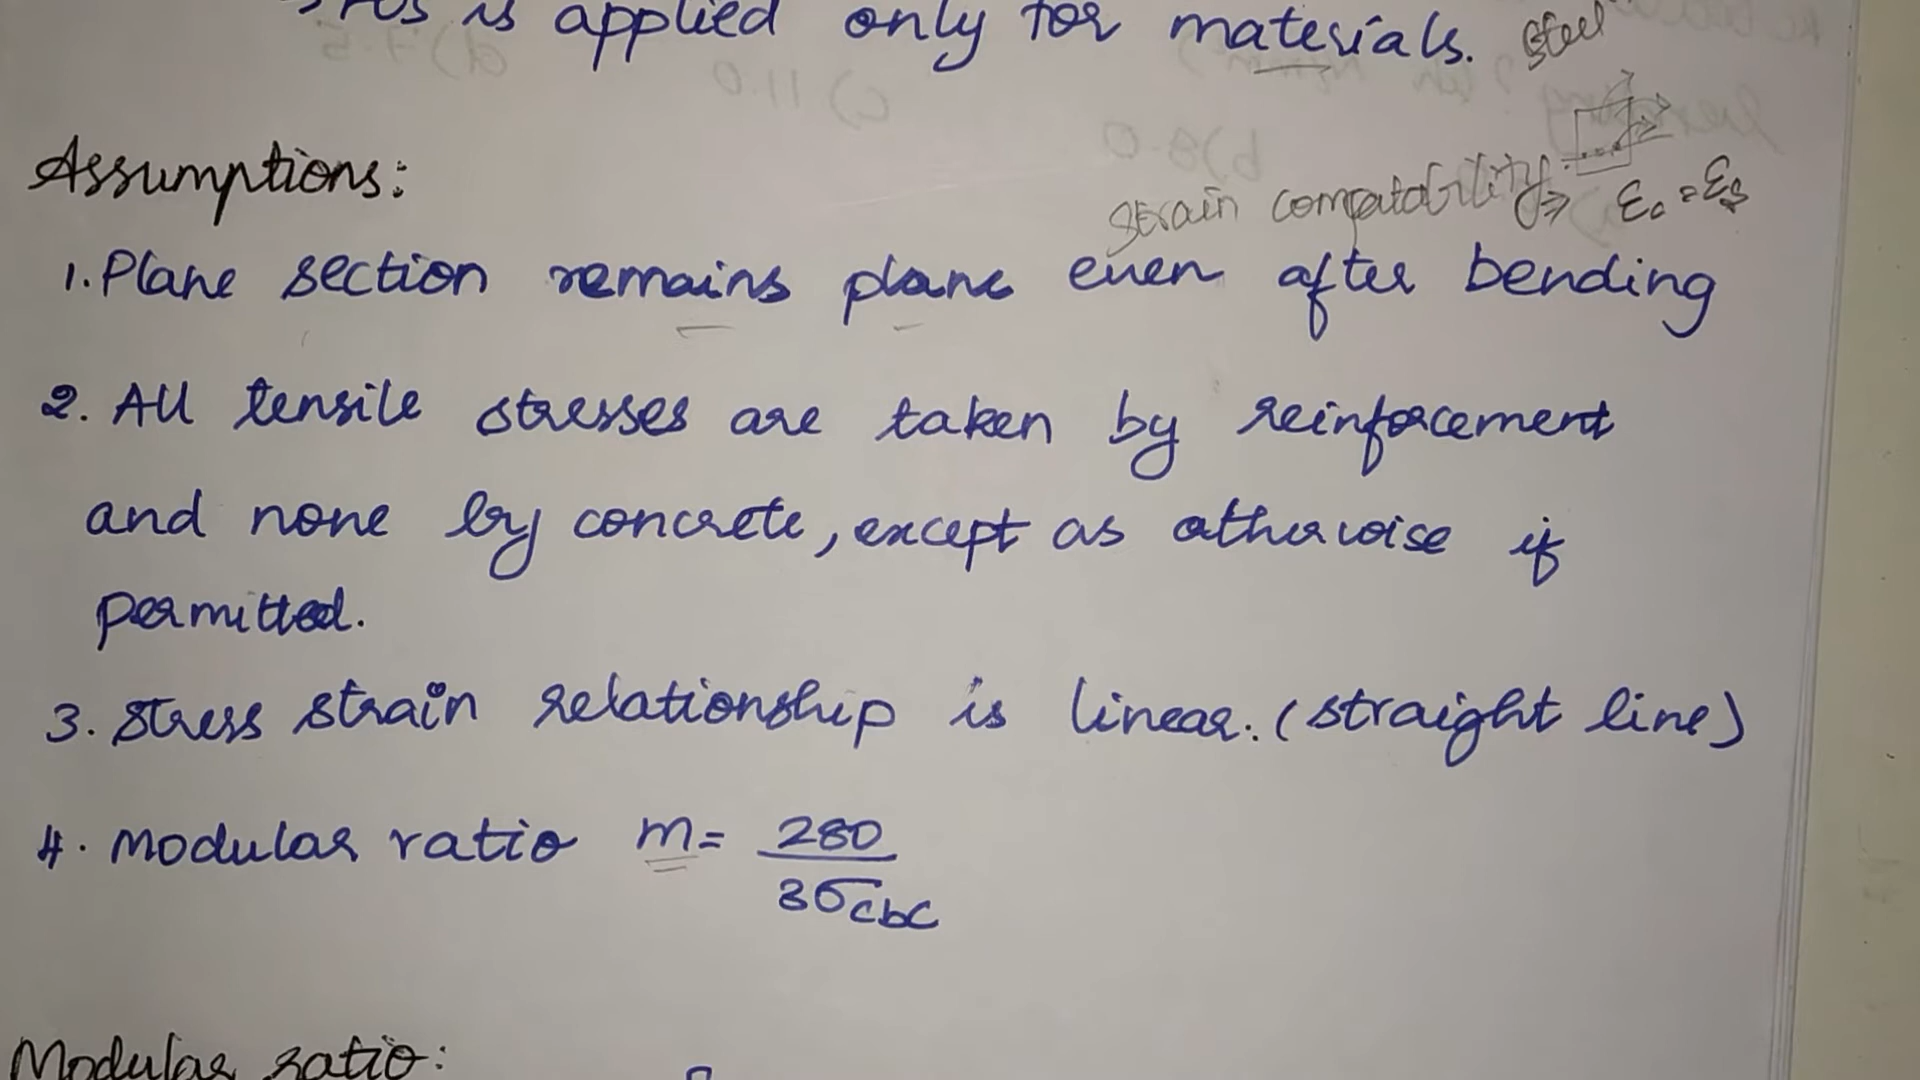 FOS is applied only for materials. steel
Assumptions:
strain compatability => εc = εs
1. Plane section remains plane even after bending
2. All tensile stresses are taken by reinforcement
and none by concrete, except as otherwise if
permitted.
3. Stress strain relationship is linear. (straight line)
4. Modular ratio m = 280
3σcbc
Modular ratio: